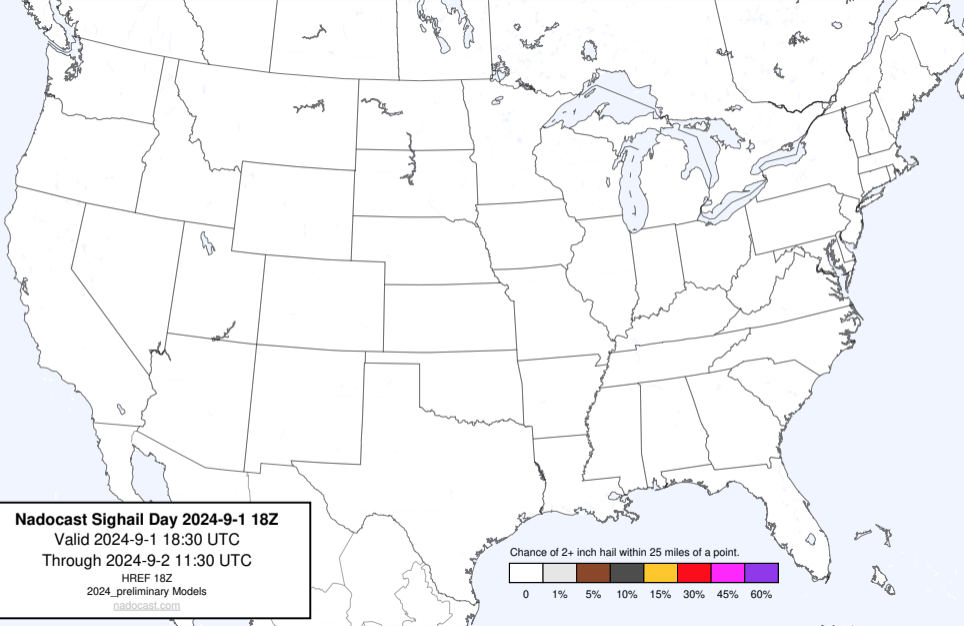 Nadocast Sighail Day 2024-9-1 18Z
Valid 2024-9-1 18:30 UTC
Through 2024-9-2 11:30 UTC
HREF 18Z
2024_preliminary Models
nadocast.com
Chance of 2+ inch hail within 25 miles of a point.
0 1% 5% 10% 15% 30% 45% 60%